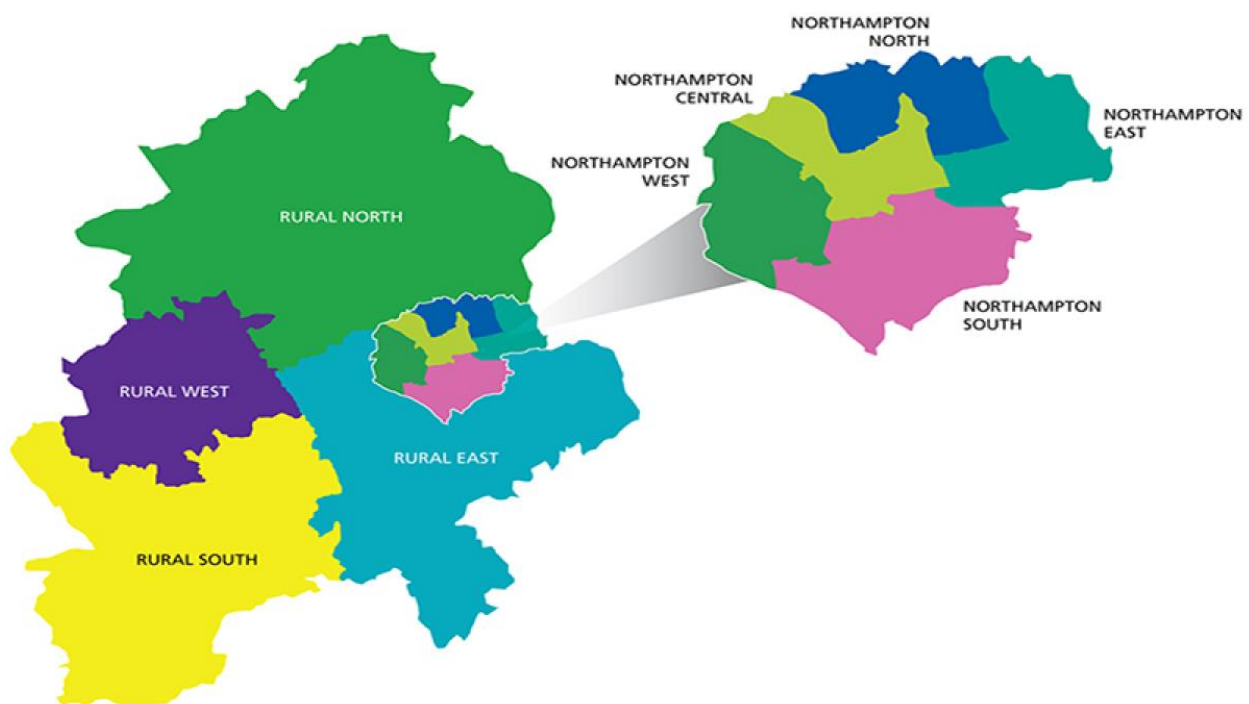 NORTHAMPTON
NORTH
NORTHAMPTON
CENTRAL
NORTHAMPTON
EAST
NORTHAMPTON
WEST
RURAL NORTH
NORTHAMPTON
SOUTH
RURAL WEST
RURAL EAST
RURAL SOUTH